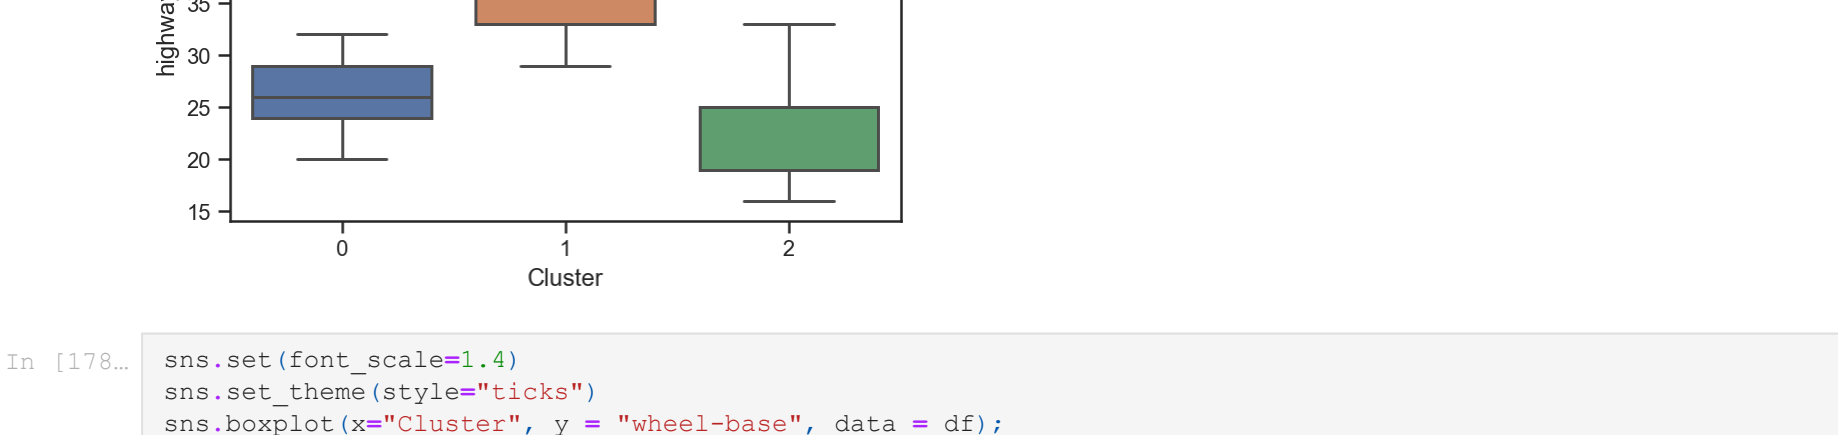 35
highwa
30
25
20
15
0 1 2
Cluster
In [178…
sns.set(font_scale=1.4)
sns.set_theme(style="ticks")
sns.boxplot(x="Cluster", y = "wheel-base", data = df);